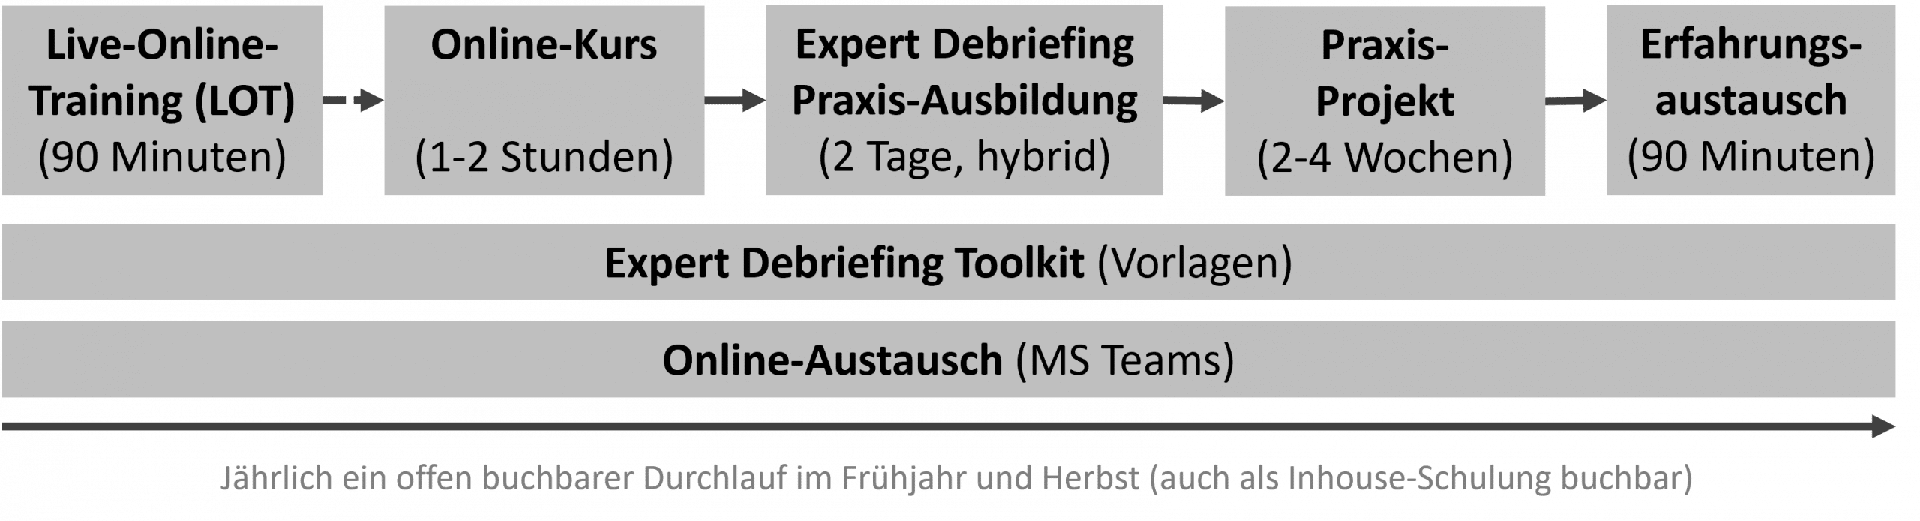 Live-Online-
Training (LOT)
(90 Minuten)
Online-Kurs
(1-2 Stunden)
Expert Debriefing
Praxis-Ausbildung
(2 Tage, hybrid)
Praxis-
Projekt
(2-4 Wochen)
Erfahrungs-
austausch
(90 Minuten)
Expert Debriefing Toolkit (Vorlagen)
Online-Austausch (MS Teams)
Jährlich ein offen buchbarer Durchlauf im Frühjahr und Herbst (auch als Inhouse-Schulung buchbar)